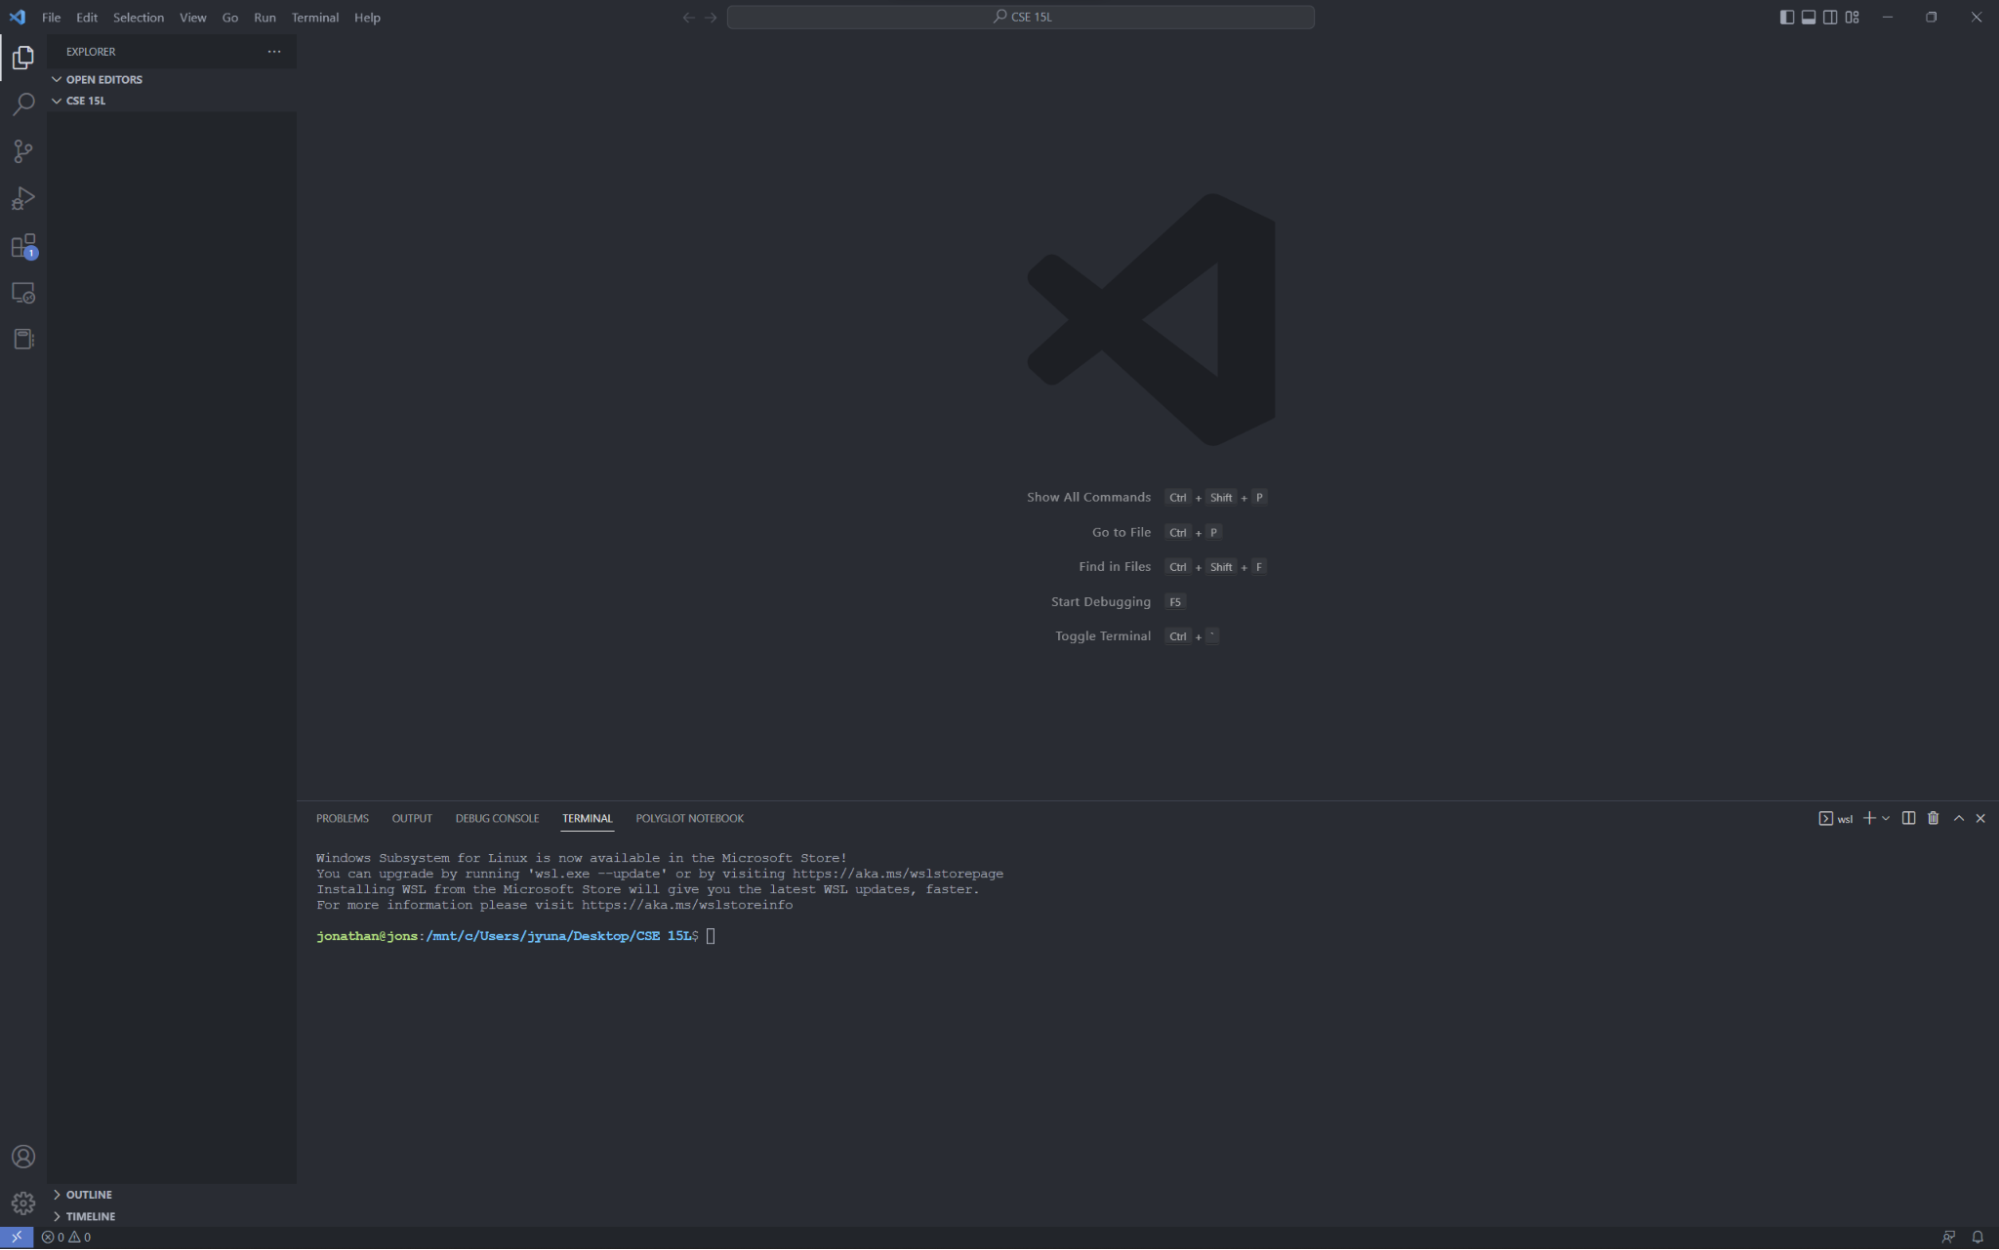 File Edit Selection View Go Run Terminal Help
CSE 15L
EXPLORER
OPEN EDITORS
CSE 15L
1
Show All Commands Ctrl + Shift + P
Go to File Ctrl + P
Find in Files Ctrl + Shift + F
Start Debugging F5
Toggle Terminal Ctrl + `
PROBLEMS OUTPUT DEBUG CONSOLE TERMINAL POLYGLOT NOTEBOOK
wsl
Windows Subsystem for Linux is now available in the Microsoft Store!
You can upgrade by running 'wsl.exe --update' or by visiting https://aka.ms/wslstorepage
Installing WSL from the Microsoft Store will give you the latest WSL updates, faster.
For more information please visit https://aka.ms/wslstoreinfo
jonathan@jons:/mnt/c/Users/jyuna/Desktop/CSE 15L$
OUTLINE
TIMELINE
0 0